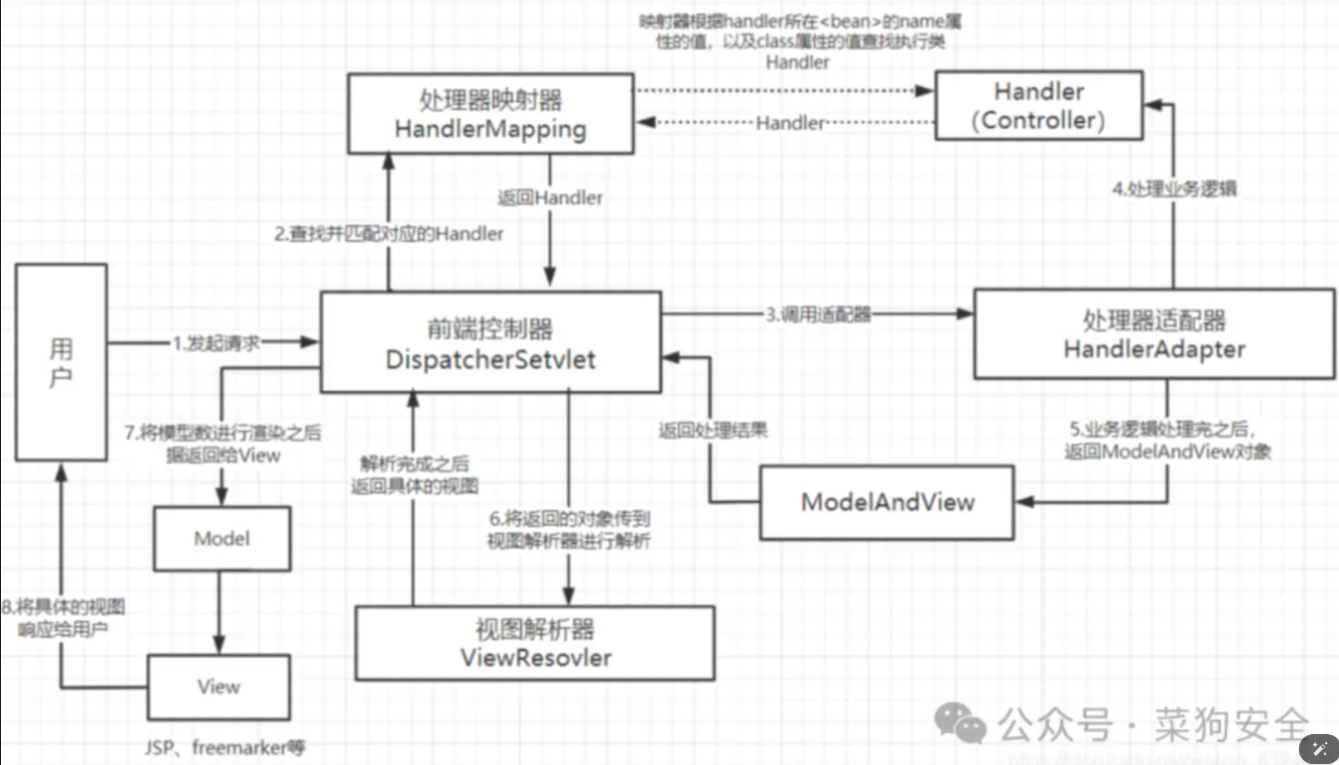 映射器根据handler所在<bean>的name属
性的值，以及class属性的值查找执行类
Handler
处理器映射器
HandlerMapping
Handler
(Controller)
Handler
返回Handler
4.处理业务逻辑
2.查找并匹配对应的Handler
用
户
1.发起请求
前端控制器
DispatcherSetvlet
3.调用适配器
处理器适配器
HandlerAdapter
7.将模型数进行渲染之后
据返回给View
返回处理结果
5.业务逻辑处理完之后，
返回ModelAndView对象
解析完成之后
返回具体的视图
ModelAndView
6.将返回的对象传到
视图解析器进行解析
Model
8.将具体的视图
响应给用户
视图解析器
ViewResovler
View
JSP、freemarker等
公众号·菜狗安全